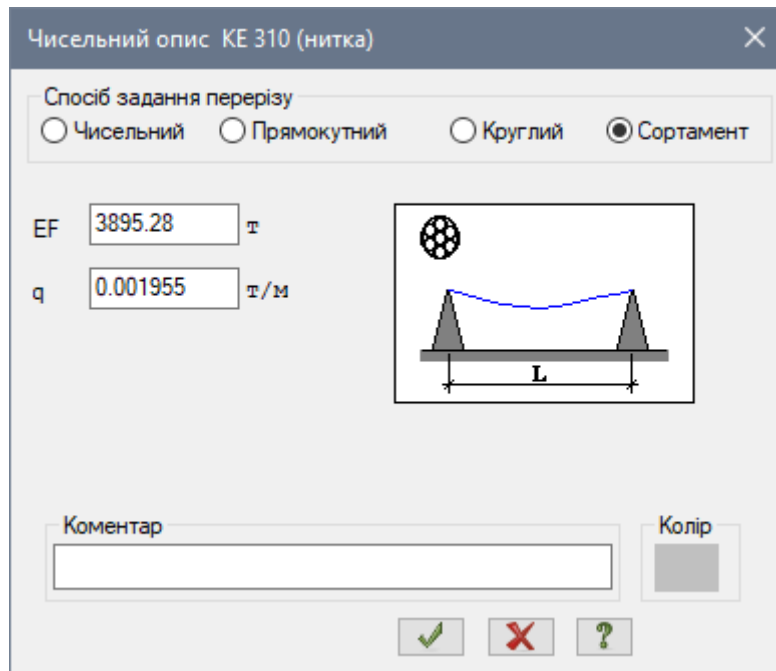 Чисельний опис КЕ 310 (нитка)
Спосіб задання перерізу
Чисельний Прямокутний Круглий Сортамент
EF 3895.28 т
q 0.001955 т/м
L
Коментар Колір